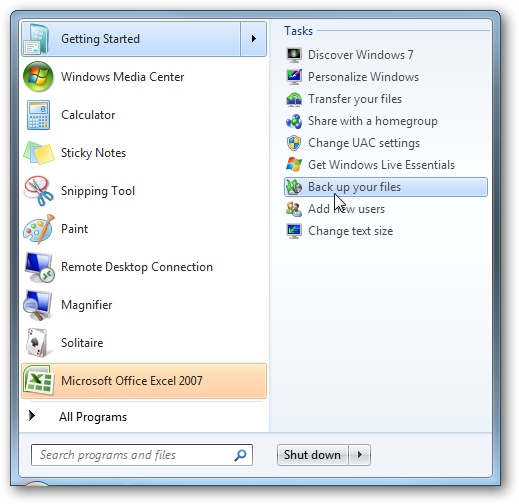 Getting Started
Windows Media Center
Calculator
Sticky Notes
Snipping Tool
Paint
Remote Desktop Connection
Magnifier
Solitaire
Microsoft Office Excel 2007
All Programs
Search programs and files
Tasks
Discover Windows 7
Personalize Windows
Transfer your files
Share with a homegroup
Change UAC settings
Get Windows Live Essentials
Back up your files
Add new users
Change text size
Shut down